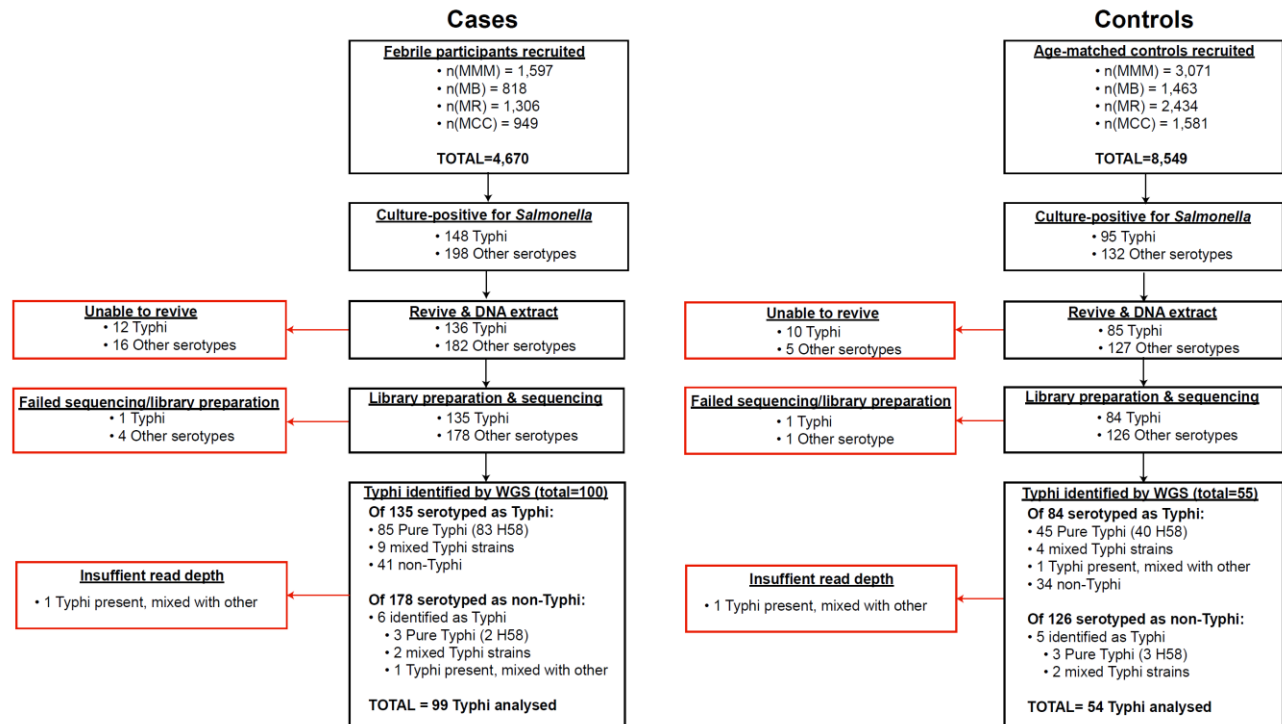 Cases
Febrile participants recruited
• n(MMM) = 1,597
• n(MB) = 818
• n(MR) = 1,306
• n(MCC) = 949
TOTAL=4,670
Culture-positive for Salmonella
• 148 Typhi
• 198 Other serotypes
Unable to revive
• 12 Typhi
• 16 Other serotypes
Revive & DNA extract
• 136 Typhi
• 182 Other serotypes
Failed sequencing/library preparation
• 1 Typhi
• 4 Other serotypes
Library preparation & sequencing
• 135 Typhi
• 178 Other serotypes
Typhi identified by WGS (total=100)
Of 135 serotyped as Typhi:
• 85 Pure Typhi (83 H58)
• 9 mixed Typhi strains
• 41 non-Typhi
Insuffient read depth
• 1 Typhi present, mixed with other
Of 178 serotyped as non-Typhi:
• 6 identified as Typhi
• 3 Pure Typhi (2 H58)
• 2 mixed Typhi strains
• 1 Typhi present, mixed with other
TOTAL = 99 Typhi analysed
Controls
Age-matched controls recruited
• n(MMM) = 3,071
• n(MB) = 1,463
• n(MR) = 2,434
• n(MCC) = 1,581
TOTAL=8,549
Culture-positive for Salmonella
• 95 Typhi
• 132 Other serotypes
Unable to revive
• 10 Typhi
• 5 Other serotypes
Revive & DNA extract
• 85 Typhi
• 127 Other serotypes
Failed sequencing/library preparation
• 1 Typhi
• 1 Other serotype
Library preparation & sequencing
• 84 Typhi
• 126 Other serotypes
Typhi identified by WGS (total=55)
Of 84 serotyped as Typhi:
• 45 Pure Typhi (40 H58)
• 4 mixed Typhi strains
• 1 Typhi present, mixed with other
• 34 non-Typhi
Insuffient read depth
• 1 Typhi present, mixed with other
Of 126 serotyped as non-Typhi:
• 5 identified as Typhi
• 3 Pure Typhi (3 H58)
• 2 mixed Typhi strains
TOTAL= 54 Typhi analysed